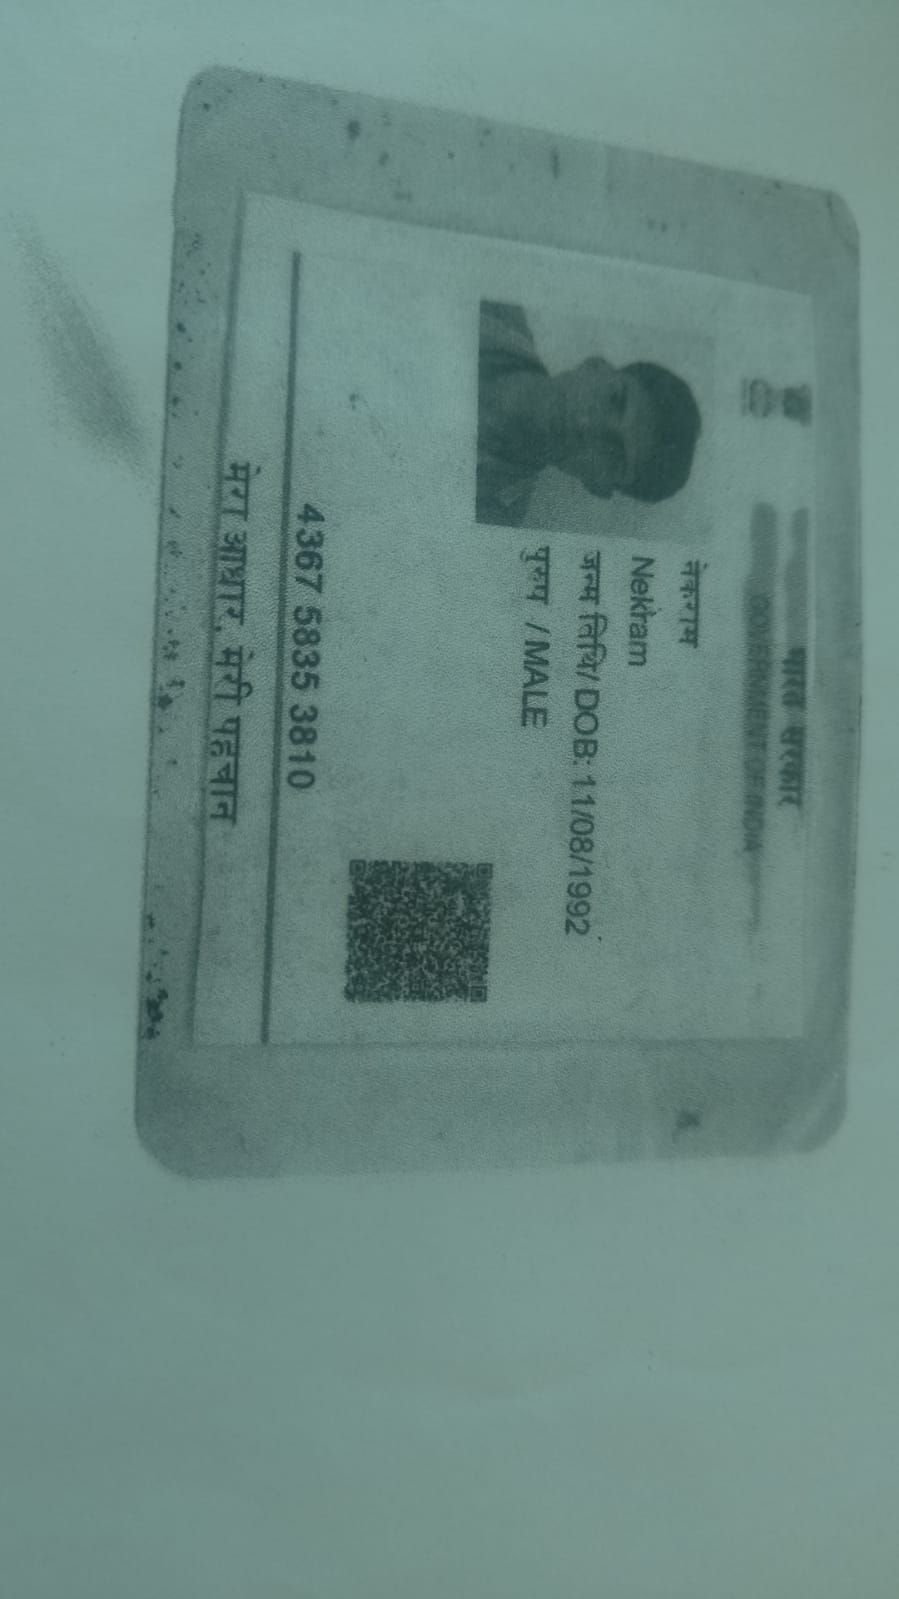 भारत सरकार
GOVERNMENT OF INDIA
नेकराम
Nekram
जन्म तिथि/ DOB: 11/08/1992
पुरुष / MALE
4367 5835 3810
मेरा आधार, मेरी पहचान